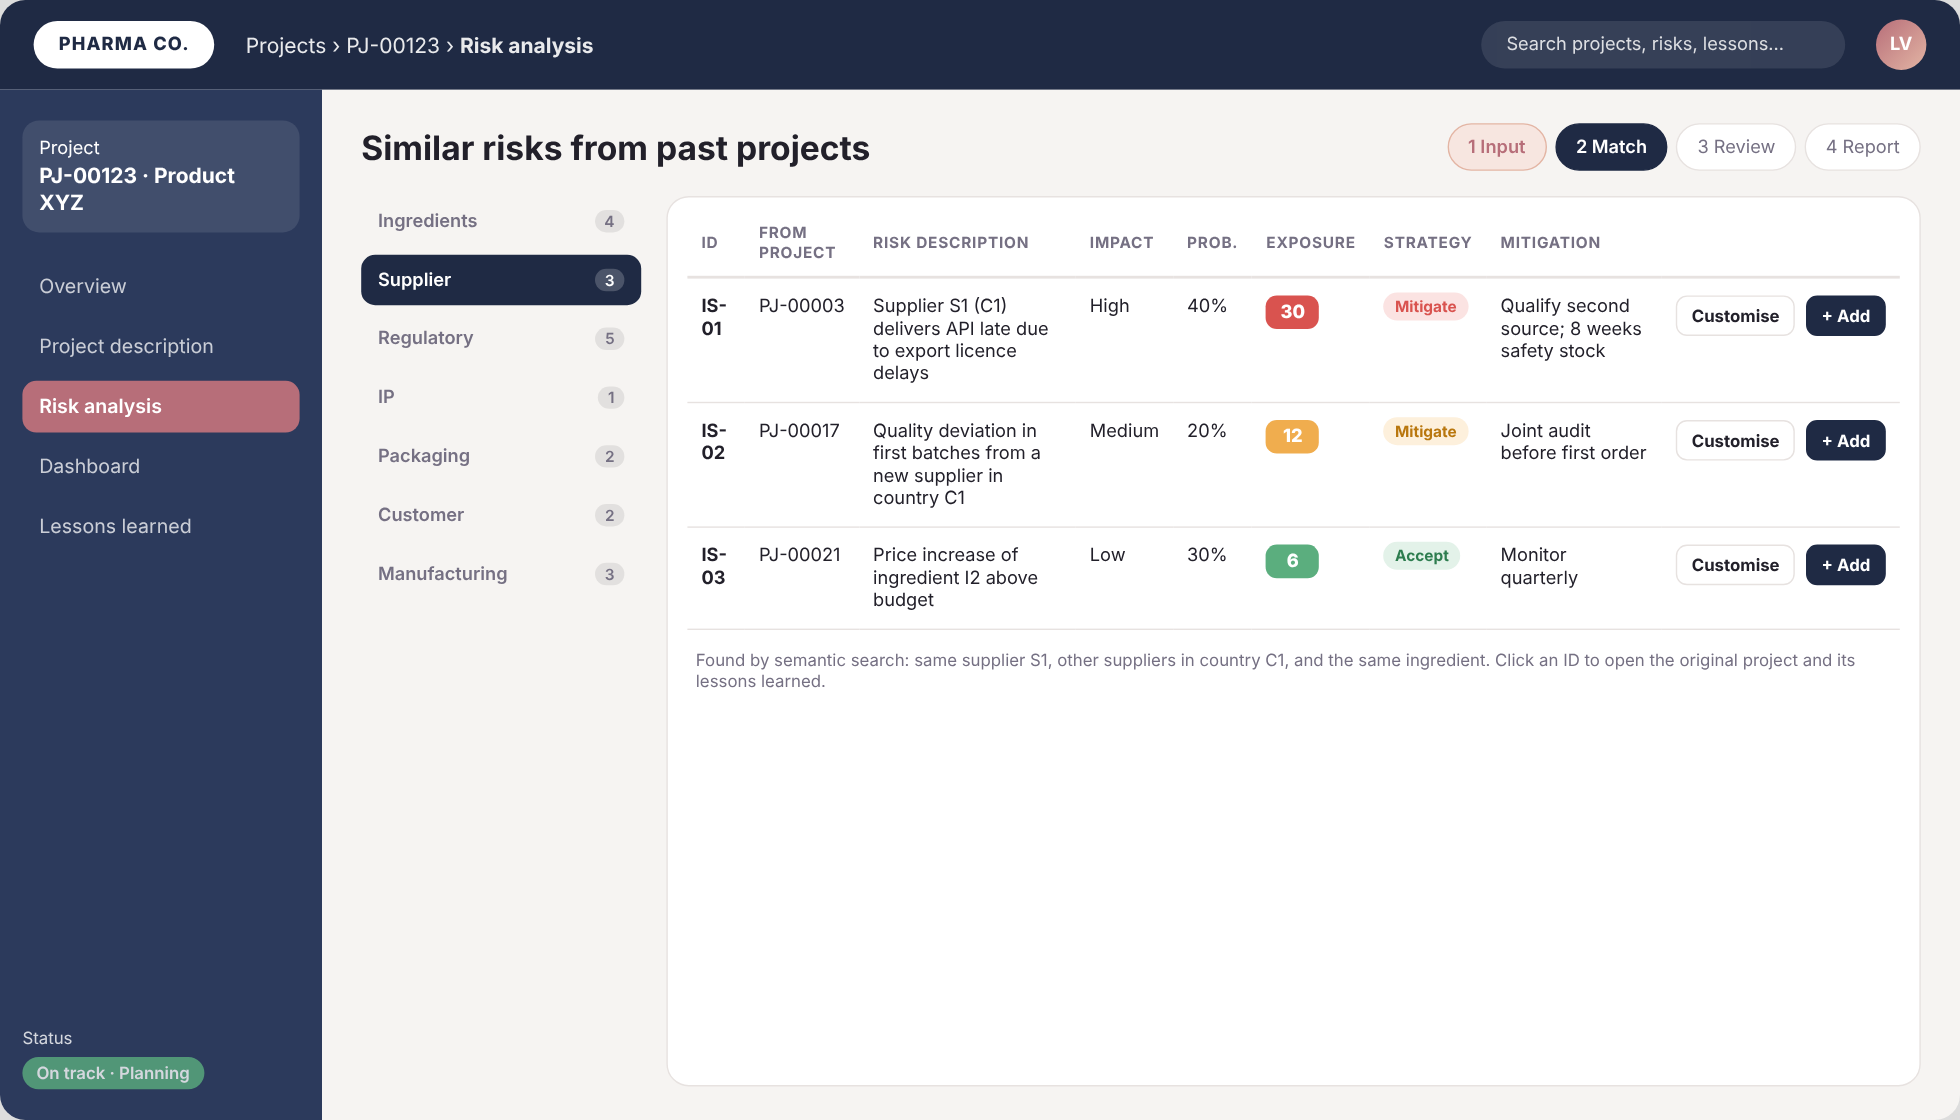 PHARMA CO.
Projects › PJ-00123 › Risk analysis
Search projects, risks, lessons...
LV
Project
PJ-00123 · Product
XYZ
Overview
Project description
Risk analysis
Dashboard
Lessons learned
Status
On track · Planning
Similar risks from past projects
1 Input
2 Match
3 Review
4 Report
Ingredients 4
Supplier 3
Regulatory 5
IP 1
Packaging 2
Customer 2
Manufacturing 3
ID
FROM
PROJECT
RISK DESCRIPTION
IMPACT
PROB.
EXPOSURE
STRATEGY
MITIGATION
IS-
01
PJ-00003
Supplier S1 (C1)
delivers API late due
to export licence
delays
High
40%
30
Mitigate
Qualify second
source; 8 weeks
safety stock
Customise
+ Add
IS-
02
PJ-00017
Quality deviation in
first batches from a
new supplier in
country C1
Medium
20%
12
Mitigate
Joint audit
before first order
Customise
+ Add
IS-
03
PJ-00021
Price increase of
ingredient I2 above
budget
Low
30%
6
Accept
Monitor
quarterly
Customise
+ Add
Found by semantic search: same supplier S1, other suppliers in country C1, and the same ingredient. Click an ID to open the original project and its
lessons learned.